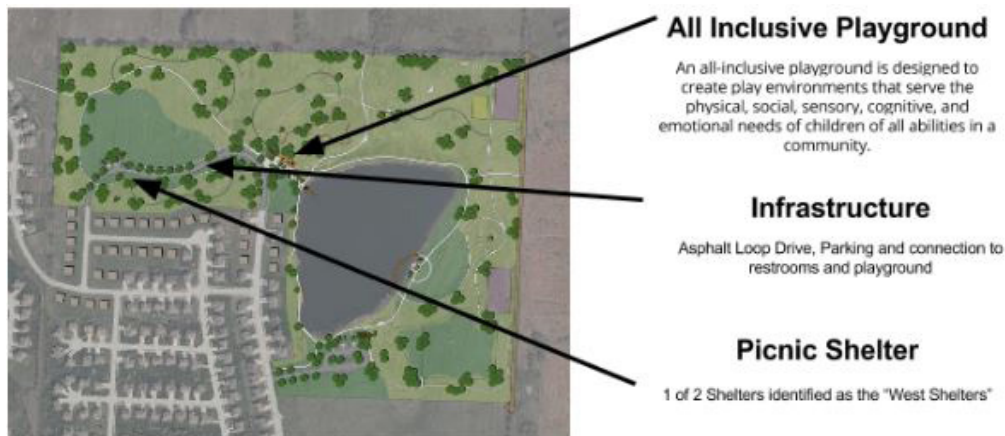 All Inclusive Playground
An all-inclusive playground is designed to
create play environments that serve the
physical, social, sensory, cognitive, and
emotional needs of children of all abilities in a
community.
Infrastructure
Asphalt Loop Drive, Parking and connection to
restrooms and playground
Picnic Shelter
1 of 2 Shelters identified as the "West Shelters"